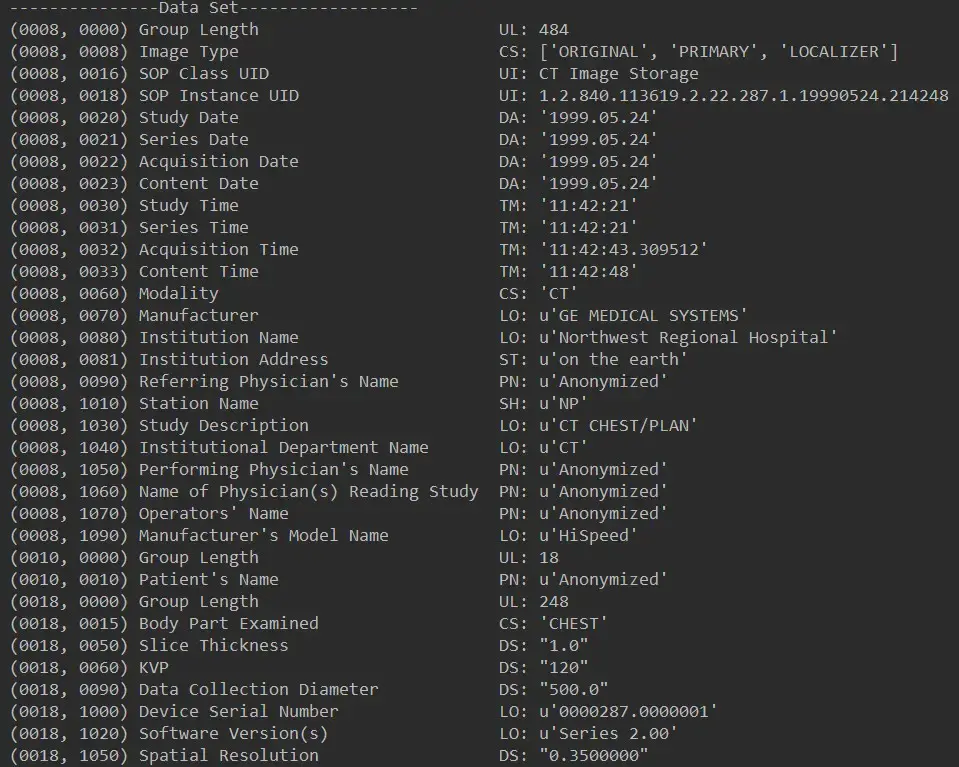 ---------------Data Set------------------
(0008, 0000) Group Length                        UL: 484
(0008, 0008) Image Type                          CS: ['ORIGINAL', 'PRIMARY', 'LOCALIZER']
(0008, 0016) SOP Class UID                       UI: CT Image Storage
(0008, 0018) SOP Instance UID                    UI: 1.2.840.113619.2.22.287.1.19990524.214248
(0008, 0020) Study Date                          DA: '1999.05.24'
(0008, 0021) Series Date                         DA: '1999.05.24'
(0008, 0022) Acquisition Date                    DA: '1999.05.24'
(0008, 0023) Content Date                        DA: '1999.05.24'
(0008, 0030) Study Time                          TM: '11:42:21'
(0008, 0031) Series Time                         TM: '11:42:21'
(0008, 0032) Acquisition Time                    TM: '11:42:43.309512'
(0008, 0033) Content Time                        TM: '11:42:48'
(0008, 0060) Modality                            CS: 'CT'
(0008, 0070) Manufacturer                        LO: u'GE MEDICAL SYSTEMS'
(0008, 0080) Institution Name                    LO: u'Northwest Regional Hospital'
(0008, 0081) Institution Address                 ST: u'on the earth'
(0008, 0090) Referring Physician's Name          PN: u'Anonymized'
(0008, 1010) Station Name                        SH: u'NP'
(0008, 1030) Study Description                   LO: u'CT CHEST/PLAN'
(0008, 1040) Institutional Department Name       LO: u'CT'
(0008, 1050) Performing Physician's Name         PN: u'Anonymized'
(0008, 1060) Name of Physician(s) Reading Study  PN: u'Anonymized'
(0008, 1070) Operators' Name                     PN: u'Anonymized'
(0008, 1090) Manufacturer's Model Name           LO: u'HiSpeed'
(0010, 0000) Group Length                        UL: 18
(0010, 0010) Patient's Name                      PN: u'Anonymized'
(0018, 0000) Group Length                        UL: 248
(0018, 0015) Body Part Examined                  CS: 'CHEST'
(0018, 0050) Slice Thickness                     DS: "1.0"
(0018, 0060) KVP                                 DS: "120"
(0018, 0090) Data Collection Diameter            DS: "500.0"
(0018, 1000) Device Serial Number                LO: u'0000287.0000001'
(0018, 1020) Software Version(s)                 LO: u'Series 2.00'
(0018, 1050) Spatial Resolution                  DS: "0.3500000"